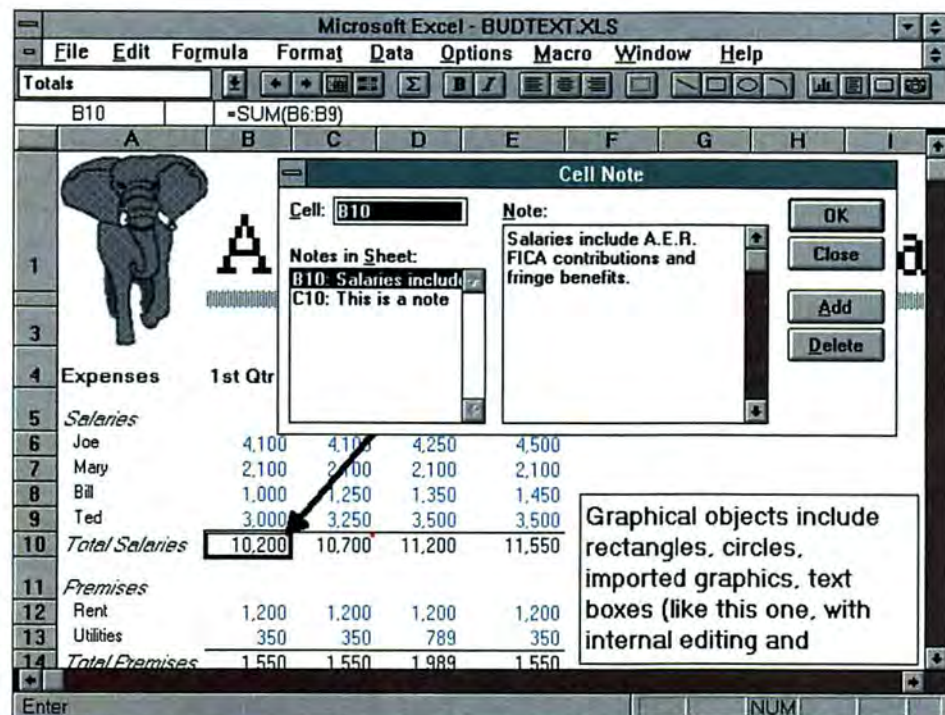 Microsoft Excel - BUDTEXT.XLS
File Edit Formula Format Data Options Macro Window Help
Totals Σ B I
B10 =SUM(B6:B9)
A B C D E F G H I
Cell Note
Cell: B10
Notes in Sheet:
B10: Salaries include
C10: This is a note
Note:
Salaries include A.E.R.
FICA contributions and
fringe benefits.
OK
Close
Add
Delete
1 A a
3
4 Expenses 1st Qtr
5 Salaries
6 Joe 4,100 4,100 4,250 4,500
7 Mary 2,100 2,100 2,100 2,100
8 Bill 1,000 1,250 1,350 1,450
9 Ted 3,000 3,250 3,500 3,500
10 Total Salaries 10,200 10,700 11,200 11,550
11 Premises
12 Rent 1,200 1,200 1,200 1,200
13 Utilities 350 350 789 350
14 Total Premises 1,550 1,550 1,989 1,550
Graphical objects include
rectangles, circles,
imported graphics, text
boxes (like this one, with
internal editing and
Enter NUM